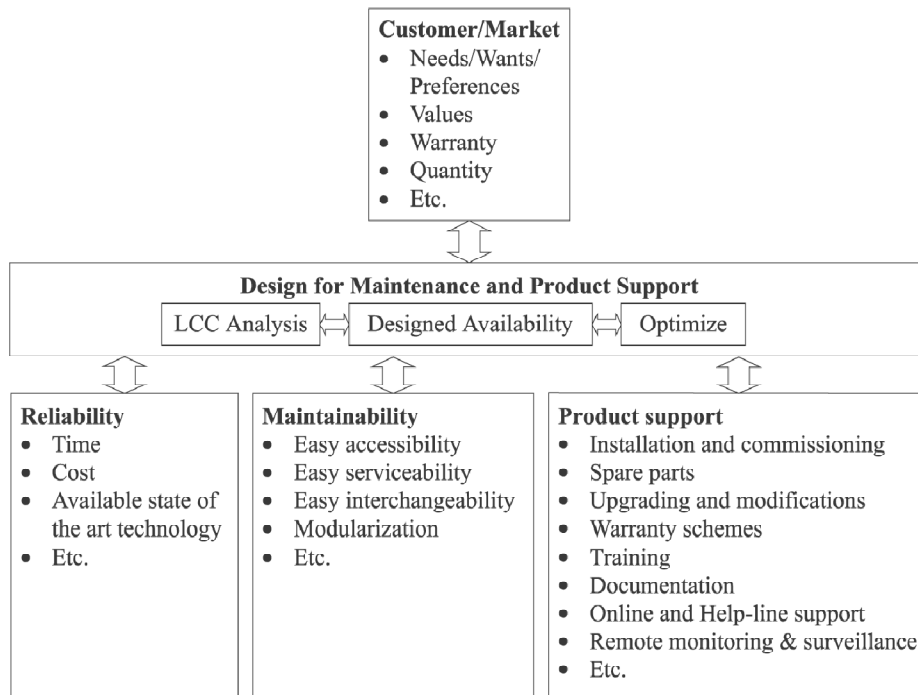 Customer/Market
• Needs/Wants/
Preferences
• Values
• Warranty
• Quantity
• Etc.
Design for Maintenance and Product Support
LCC Analysis
Designed Availability
Optimize
Reliability
• Time
• Cost
• Available state of
the art technology
• Etc.
Maintainability
• Easy accessibility
• Easy serviceability
• Easy interchangeability
• Modularization
• Etc.
Product support
• Installation and commissioning
• Spare parts
• Upgrading and modifications
• Warranty schemes
• Training
• Documentation
• Online and Help-line support
• Remote monitoring & surveillance
• Etc.